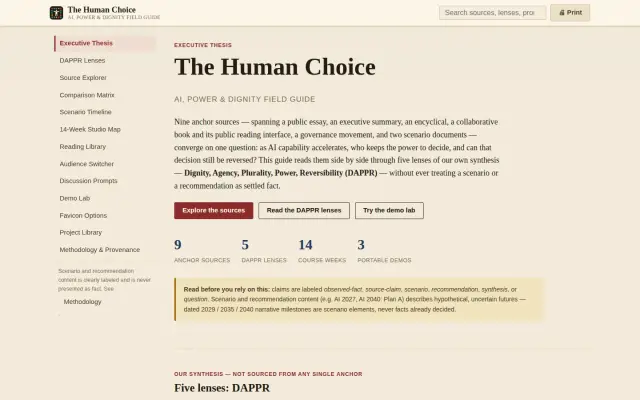 The Human Choice
AI, POWER & DIGNITY FIELD GUIDE
Search sources, lenses, pro
Print
Executive Thesis
DAPPR Lenses
Source Explorer
Comparison Matrix
Scenario Timeline
14-Week Studio Map
Reading Library
Audience Switcher
Discussion Prompts
Demo Lab
Favicon Options
Project Library
Methodology & Provenance
Scenario and recommendation
content is clearly labeled and is never
presented as fact. See
Methodology
.
EXECUTIVE THESIS
The Human Choice
AI, POWER & DIGNITY FIELD GUIDE
Nine anchor sources — spanning a public essay, an executive summary, an encyclical, a collaborative
book and its public reading interface, a governance movement, and two scenario documents —
converge on one question: as AI capability accelerates, who keeps the power to decide, and can that
decision still be reversed? This guide reads them side by side through five lenses of our own synthesis
— Dignity, Agency, Plurality, Power, Reversibility (DAPPR) — without ever treating a scenario or
a recommendation as settled fact.
Explore the sources
Read the DAPPR lenses
Try the demo lab
9
ANCHOR SOURCES
5
DAPPR LENSES
14
COURSE WEEKS
3
PORTABLE DEMOS
Read before you rely on this: claims are labeled observed-fact, source-claim, scenario, recommendation, synthesis, or
question. Scenario and recommendation content (e.g. AI 2027, AI 2040: Plan A) describes hypothetical, uncertain futures —
dated 2029 / 2035 / 2040 narrative milestones are scenario elements, never facts already decided.
OUR SYNTHESIS — NOT SOURCED FROM ANY SINGLE ANCHOR
Five lenses: DAPPR